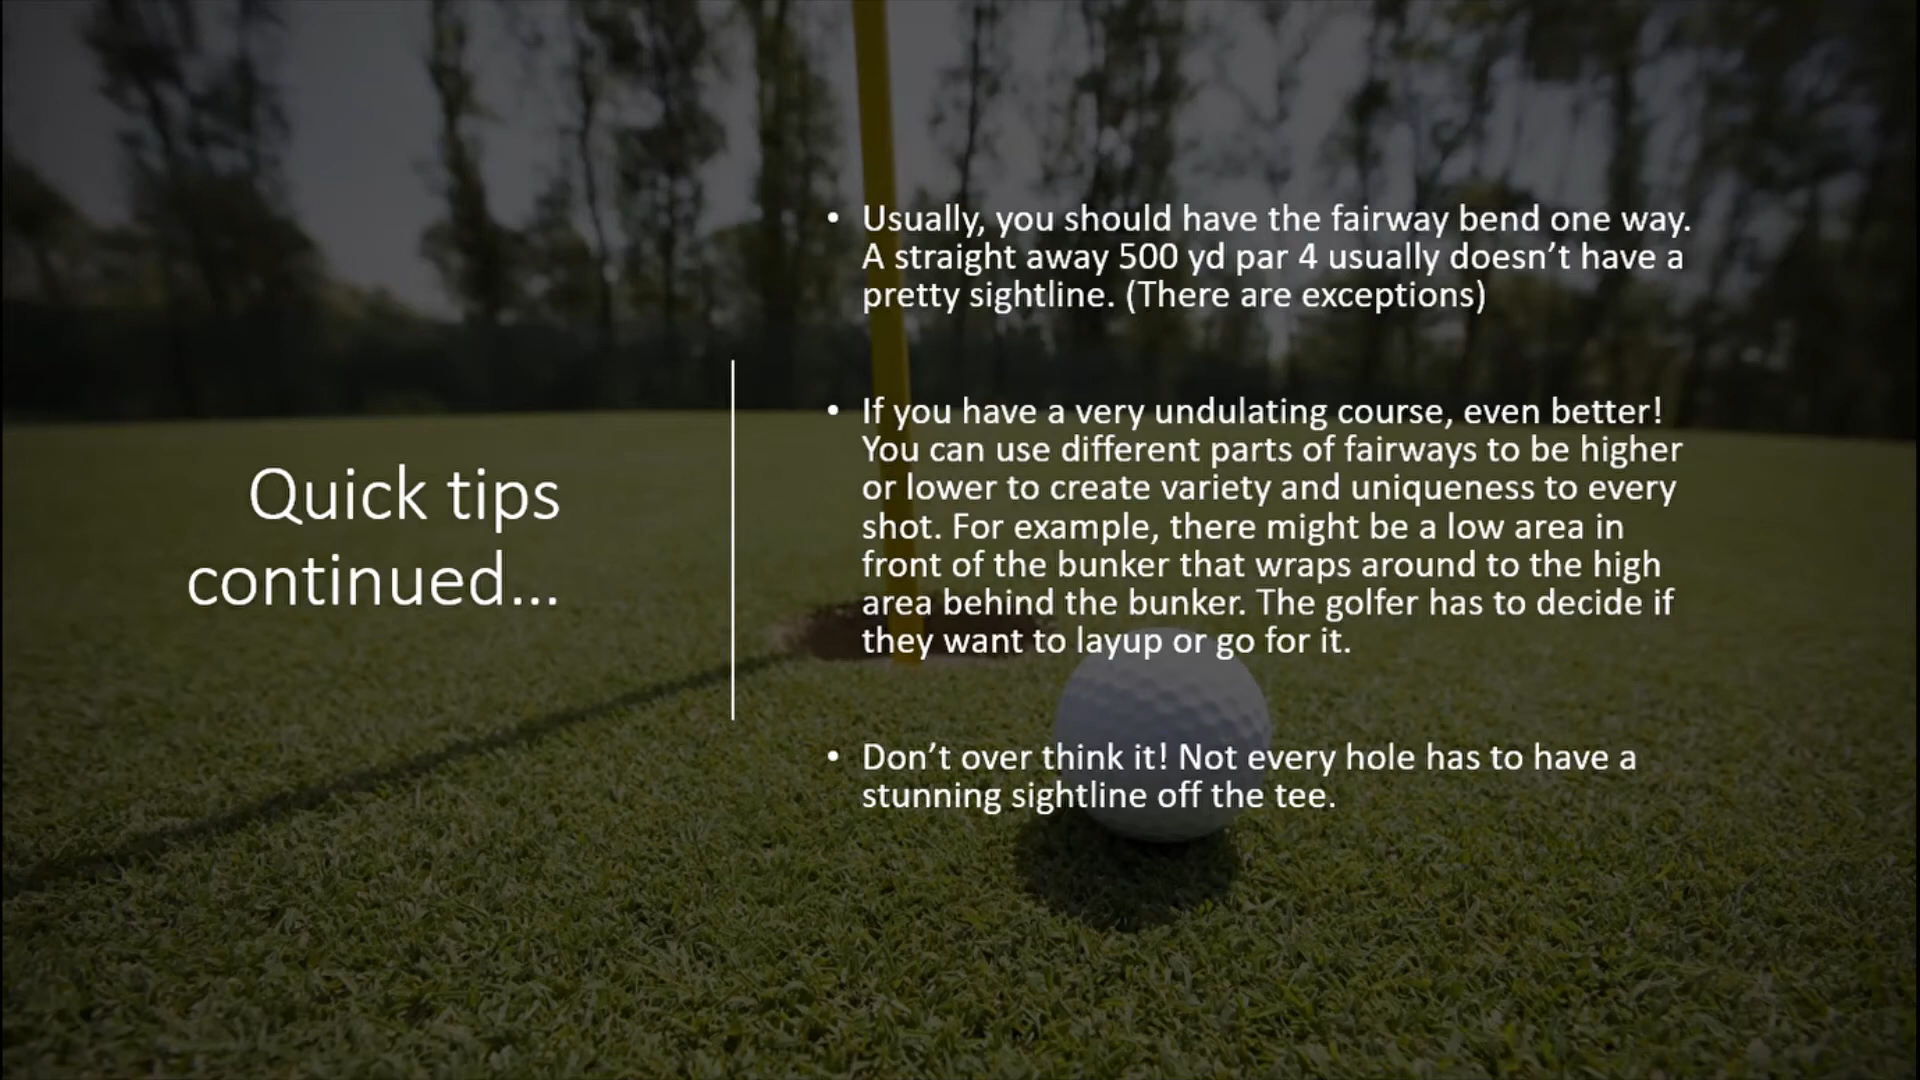 Quick tips
continued...
• Usually, you should have the fairway bend one way.
A straight away 500 yd par 4 usually doesn’t have a
pretty sightline. (There are exceptions)
• If you have a very undulating course, even better!
You can use different parts of fairways to be higher
or lower to create variety and uniqueness to every
shot. For example, there might be a low area in
front of the bunker that wraps around to the high
area behind the bunker. The golfer has to decide if
they want to layup or go for it.
• Don’t over think it! Not every hole has to have a
stunning sightline off the tee.